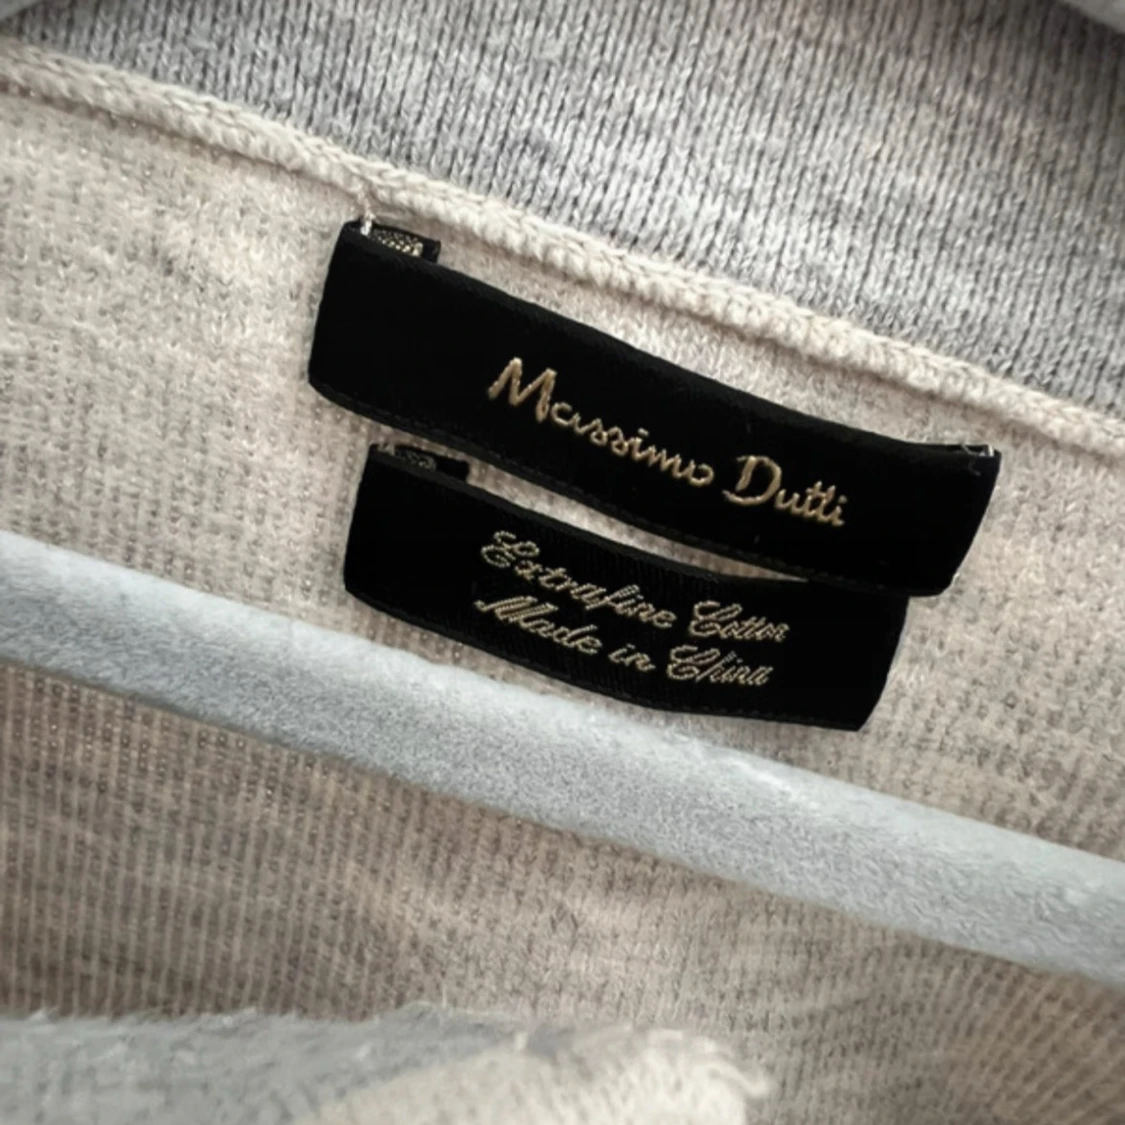 Massimo Dutti
Extrafine Cotton
Made in China